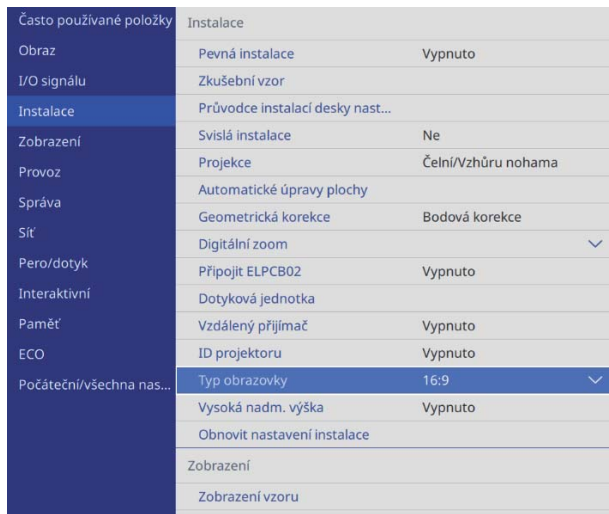 Často používané položky
Obraz
I/O signálu
Instalace
Zobrazení
Provoz
Správa
Síť
Pero/dotyk
Interaktivní
Paměť
ECO
Počáteční/všechna nas...
Instalace
Pevná instalace Vypnuto
Zkušební vzor
Průvodce instalací desky nast...
Svislá instalace Ne
Projekce Čelní/Vzhůru nohama
Automatické úpravy plochy
Geometrická korekce Bodová korekce
Digitální zoom
Připojit ELPCB02 Vypnuto
Dotyková jednotka
Vzdálený přijímač Vypnuto
ID projektoru Vypnuto
Typ obrazovky 16:9
Vysoká nadm. výška Vypnuto
Obnovit nastavení instalace
Zobrazení
Zobrazení vzoru